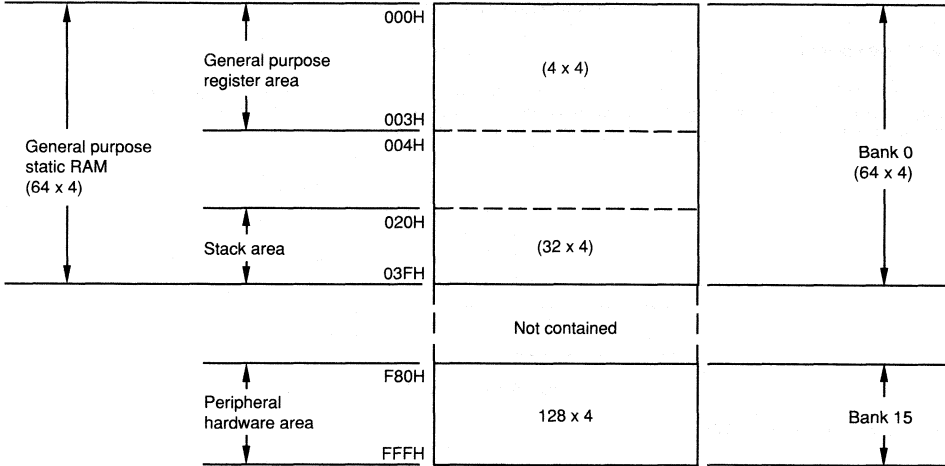 000H
General purpose
register area
(4 x 4)
003H
004H
General purpose
static RAM
(64 x 4)
Bank 0
(64 x 4)
020H
Stack area
(32 x 4)
03FH
Not contained
F80H
Peripheral
hardware area
128 x 4
Bank 15
FFFH